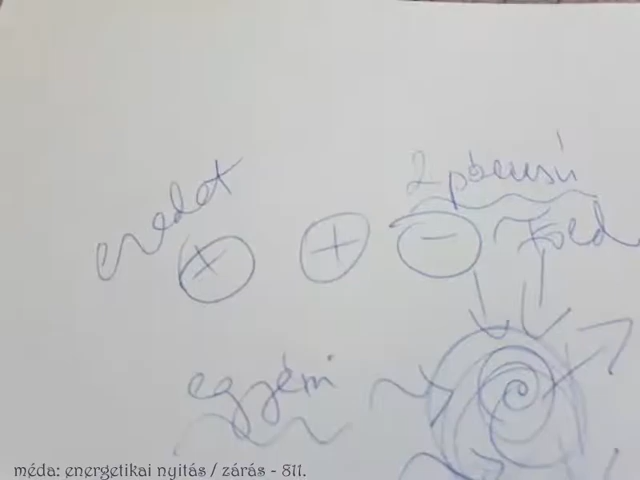 2 pólusú
eredet
+ + - Föld
egyéni
méda: energetikai nyitás / zárás - 811.